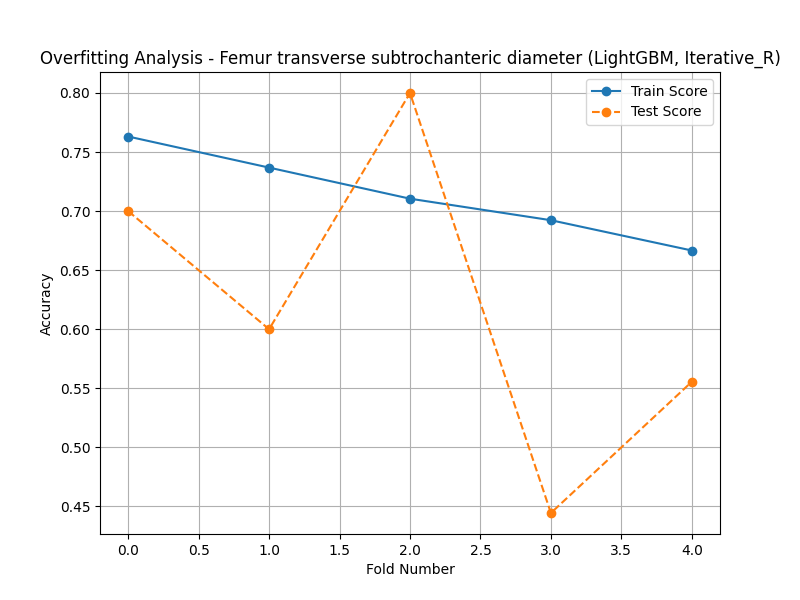 Overfitting Analysis - Femur transverse subtrochanteric diameter (LightGBM, Iterative_R)
Train Score
Test Score
0.80
0.75
0.70
0.65
0.60
0.55
0.50
0.45
Accuracy
0.0 0.5 1.0 1.5 2.0 2.5 3.0 3.5 4.0
Fold Number